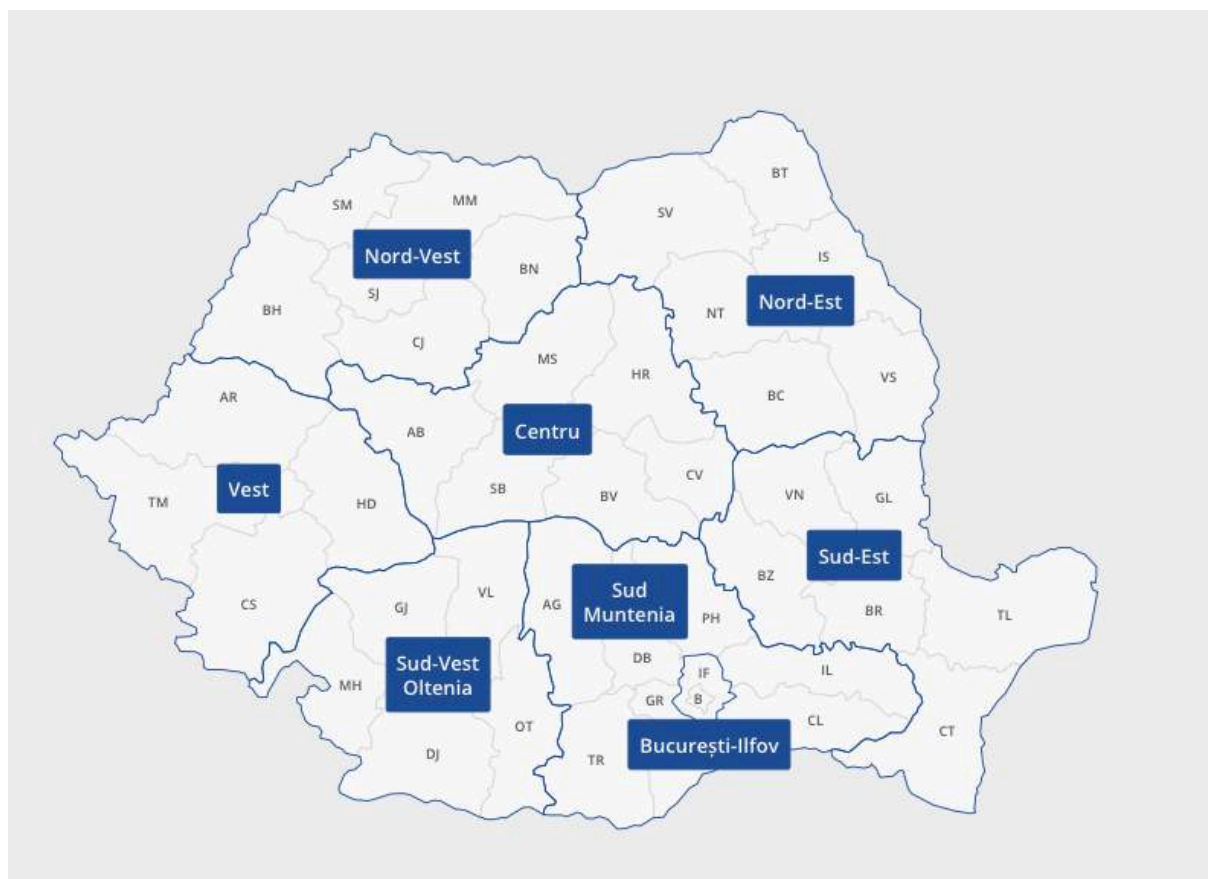 BT
SM
MM
SV
Nord-Vest
IS
BN
SJ
Nord-Est
BH
NT
CJ
MS
HR
VS
AR
BC
AB
Centru
CV
Vest
TM
HD
SB
BV
VN
GL
Sud-Est
BZ
VL
Sud
Muntenia
AG
GJ
CS
BR
TL
PH
DB
Sud-Vest
Oltenia
MH
IF
IL
GR
B
OT
CL
CT
București-Ilfov
DJ
TR